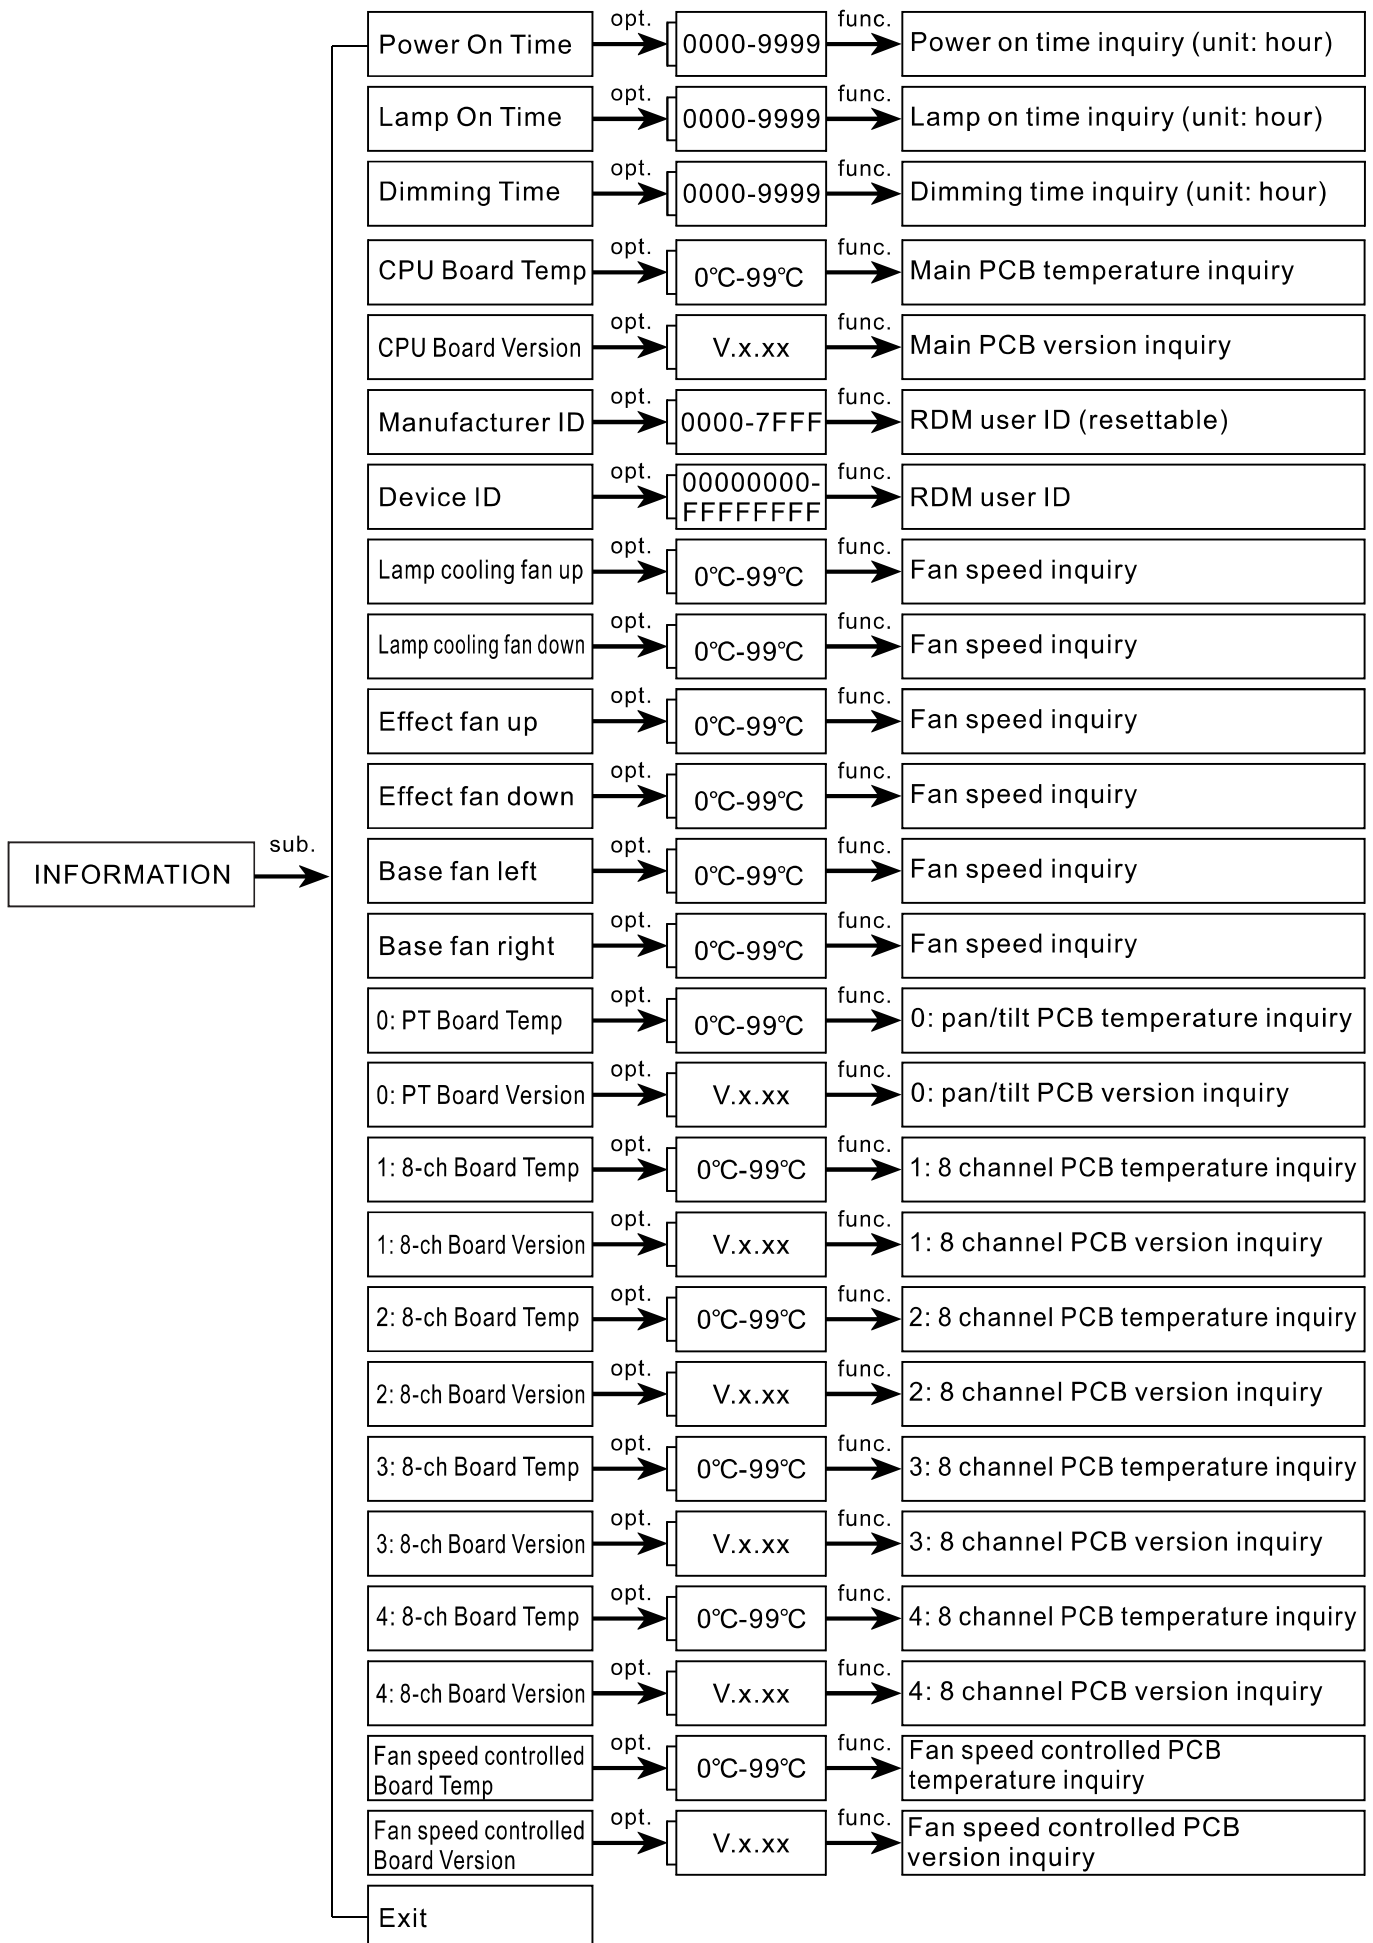 Power On Time opt. 0000-9999 func. Power on time inquiry (unit: hour)
Lamp On Time opt. 0000-9999 func. Lamp on time inquiry (unit: hour)
Dimming Time opt. 0000-9999 func. Dimming time inquiry (unit: hour)
CPU Board Temp opt. 0℃-99℃ func. Main PCB temperature inquiry
CPU Board Version opt. V.x.xx func. Main PCB version inquiry
Manufacturer ID opt. 0000-7FFF func. RDM user ID (resettable)
Device ID opt. 00000000-
FFFFFFFF func. RDM user ID
Lamp cooling fan up opt. 0℃-99℃ func. Fan speed inquiry
Lamp cooling fan down opt. 0℃-99℃ func. Fan speed inquiry
Effect fan up opt. 0℃-99℃ func. Fan speed inquiry
Effect fan down opt. 0℃-99℃ func. Fan speed inquiry
INFORMATION sub.
Base fan left opt. 0℃-99℃ func. Fan speed inquiry
Base fan right opt. 0℃-99℃ func. Fan speed inquiry
0: PT Board Temp opt. 0℃-99℃ func. 0: pan/tilt PCB temperature inquiry
0: PT Board Version opt. V.x.xx func. 0: pan/tilt PCB version inquiry
1: 8-ch Board Temp opt. 0℃-99℃ func. 1: 8 channel PCB temperature inquiry
1: 8-ch Board Version opt. V.x.xx func. 1: 8 channel PCB version inquiry
2: 8-ch Board Temp opt. 0℃-99℃ func. 2: 8 channel PCB temperature inquiry
2: 8-ch Board Version opt. V.x.xx func. 2: 8 channel PCB version inquiry
3: 8-ch Board Temp opt. 0℃-99℃ func. 3: 8 channel PCB temperature inquiry
3: 8-ch Board Version opt. V.x.xx func. 3: 8 channel PCB version inquiry
4: 8-ch Board Temp opt. 0℃-99℃ func. 4: 8 channel PCB temperature inquiry
4: 8-ch Board Version opt. V.x.xx func. 4: 8 channel PCB version inquiry
Fan speed controlled
Board Temp opt. 0℃-99℃ func. Fan speed controlled PCB
temperature inquiry
Fan speed controlled
Board Version opt. V.x.xx func. Fan speed controlled PCB
version inquiry
Exit